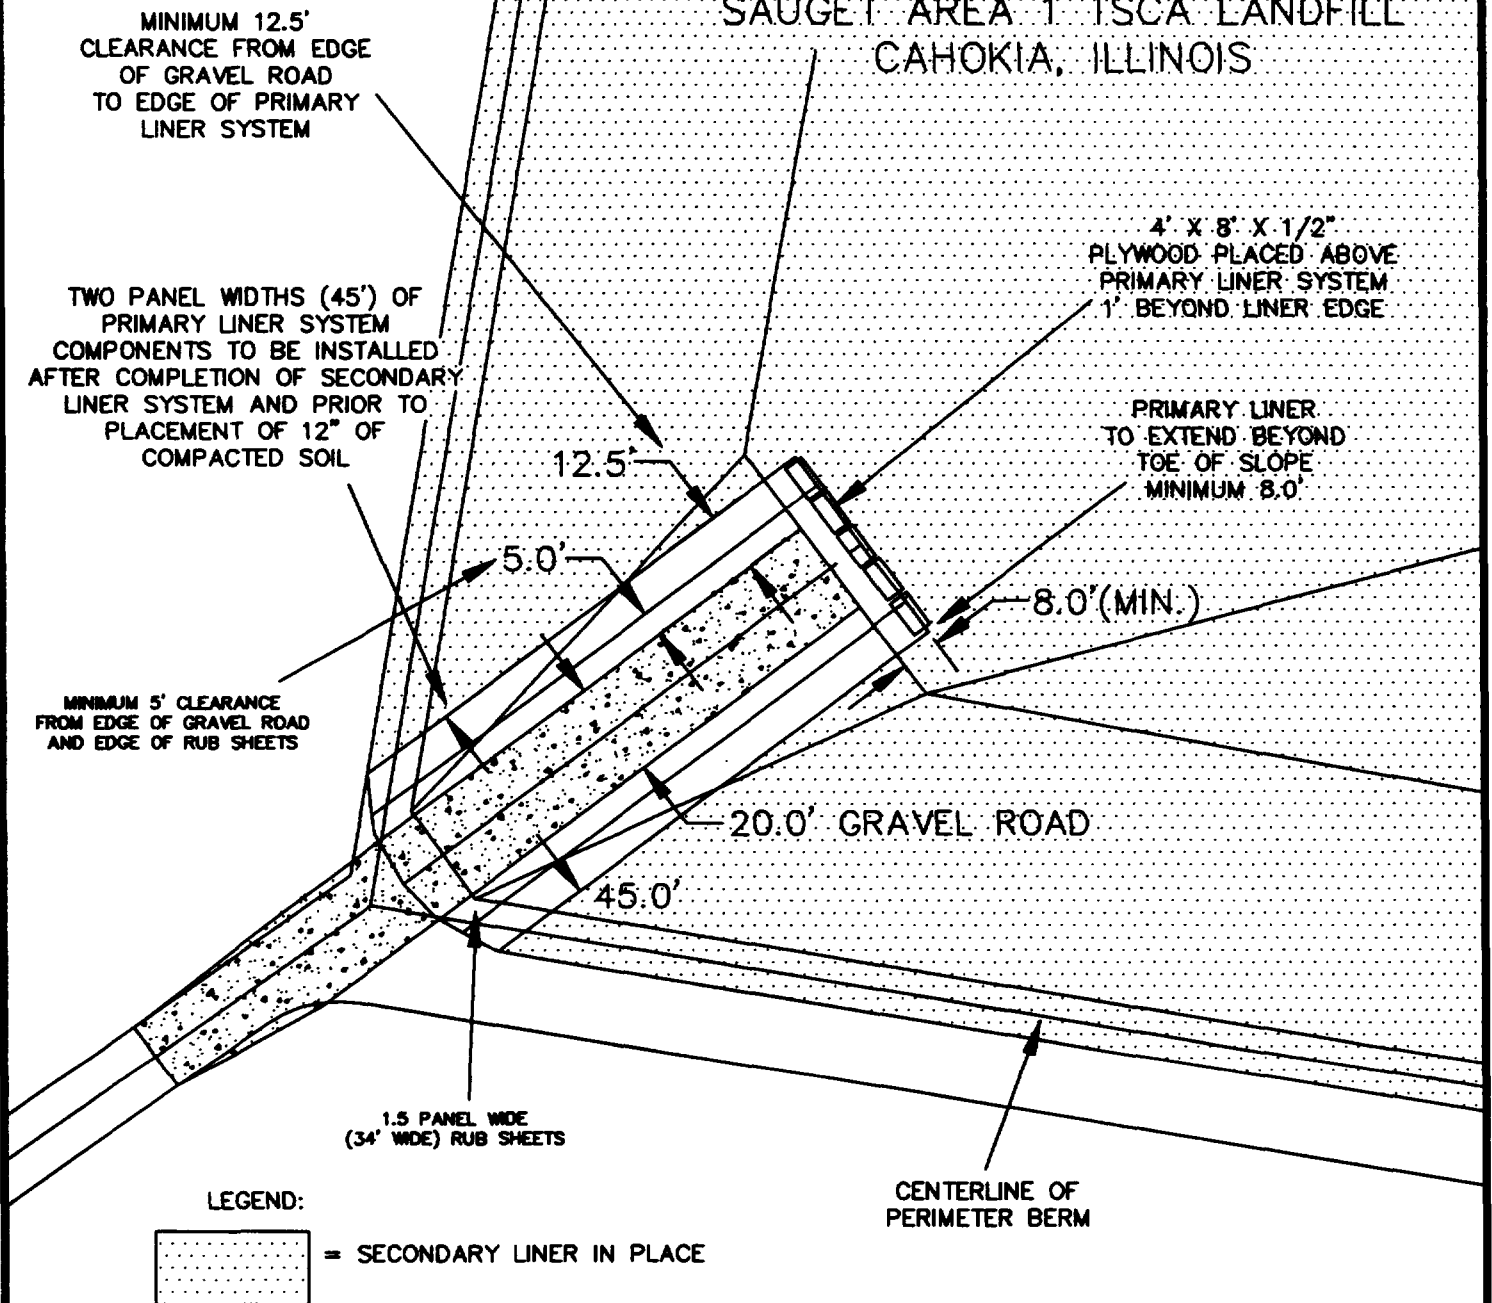 SAUGET AREA 1 TSCA LANDFILL
CAHOKIA, ILLINOIS
MINIMUM 12.5'
CLEARANCE FROM EDGE
OF GRAVEL ROAD
TO EDGE OF PRIMARY
LINER SYSTEM
4' X 8' X 1/2"
PLYWOOD PLACED ABOVE
PRIMARY LINER SYSTEM
1' BEYOND LINER EDGE
TWO PANEL WIDTHS (45') OF
PRIMARY LINER SYSTEM
COMPONENTS TO BE INSTALLED
AFTER COMPLETION OF SECONDARY
LINER SYSTEM AND PRIOR TO
PLACEMENT OF 12" OF
COMPACTED SOIL
PRIMARY LINER
TO EXTEND BEYOND
TOE OF SLOPE
MINIMUM 8.0'
12.5'
5.0'
8.0'(MIN.)
MINIMUM 5' CLEARANCE
FROM EDGE OF GRAVEL ROAD
AND EDGE OF RUB SHEETS
20.0' GRAVEL ROAD
45.0'
1.5 PANEL WIDE
(34' WIDE) RUB SHEETS
CENTERLINE OF
PERIMETER BERM
LEGEND:
= SECONDARY LINER IN PLACE